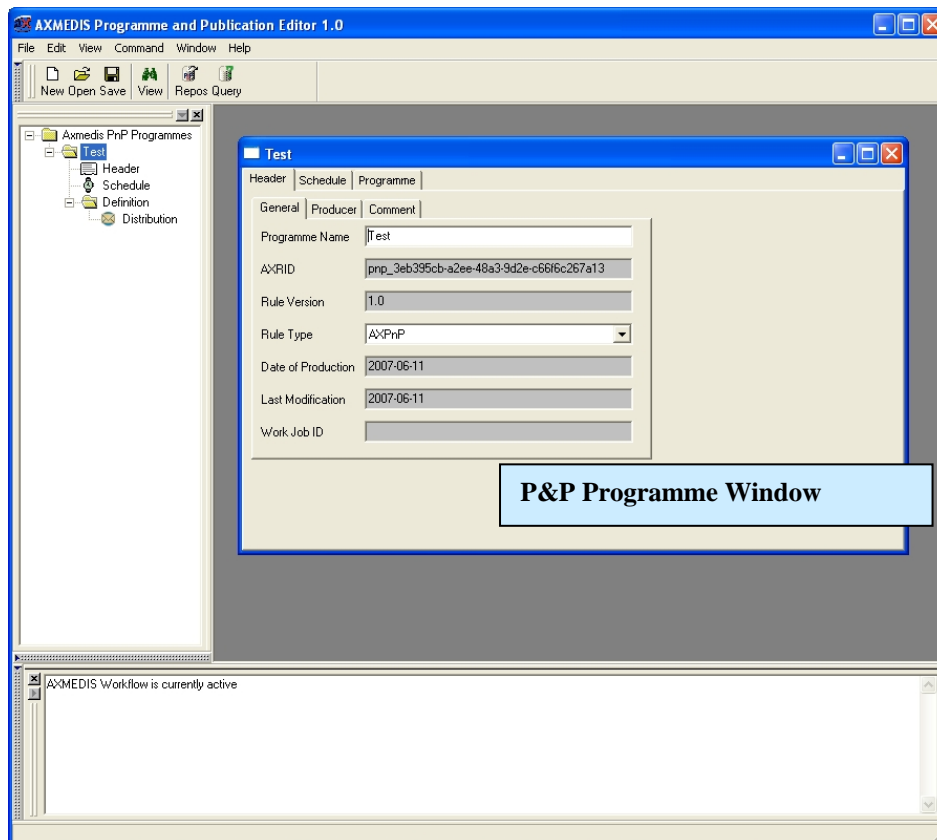 AXMEDIS Programme and Publication Editor 1.0
File Edit View Command Window Help
New Open Save View Repos Query
Axmedis PnP Programmes
Test
Header
Schedule
Definition
Distribution
Test
Header Schedule Programme
General Producer Comment
Programme Name Test
AXRID pnp_3eb395cb-a2ee-48a3-9d2e-c66f6c267a13
Rule Version 1.0
Rule Type AXPnP
Date of Production 2007-06-11
Last Modification 2007-06-11
Work Job ID
P&P Programme Window
AXMEDIS Workflow is currently active